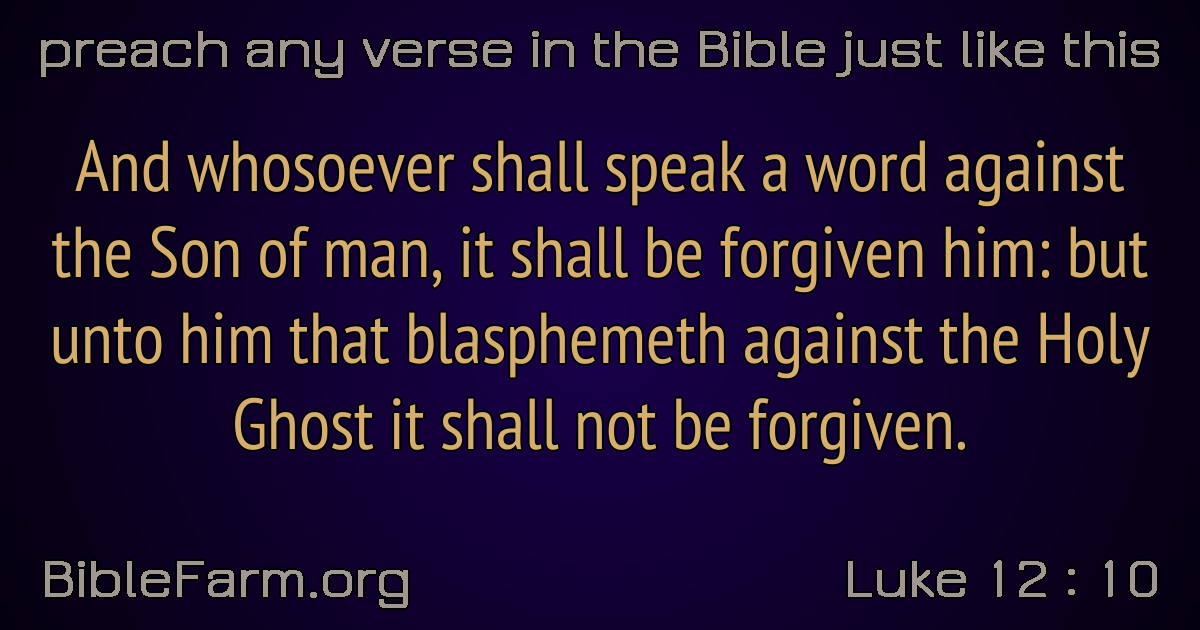 preach any verse in the Bible just like this
And whosoever shall speak a word against
the Son of man, it shall be forgiven him: but
unto him that blasphemeth against the Holy
Ghost it shall not be forgiven.
BibleFarm.org
Luke 12 : 10